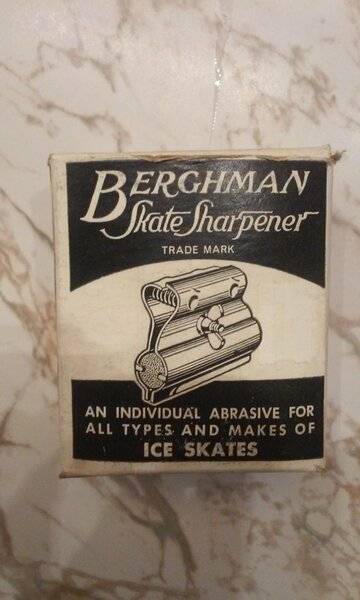 BERGHMAN
Skate Sharpener
TRADE MARK
AN INDIVIDUAL ABRASIVE FOR
ALL TYPES AND MAKES OF
ICE SKATES